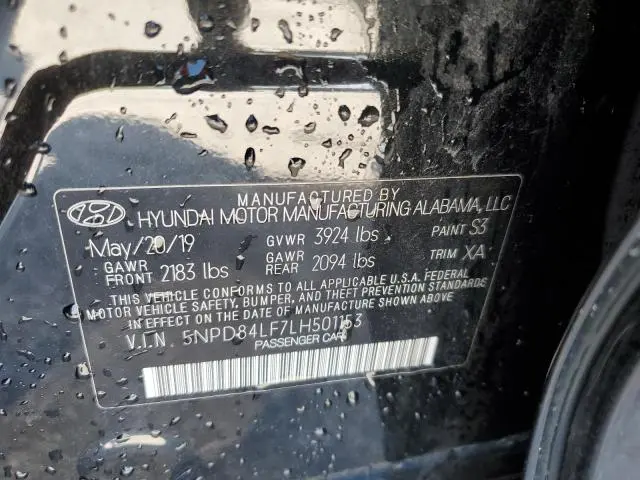 MANUFACTURED BY
HYUNDAI MOTOR MANUFACTURING ALABAMA, LLC
May/20/19 GVWR 3924 lbs PAINT S3
GAWR FRONT 2183 lbs GAWR REAR 2094 lbs TRIM XA
THIS VEHICLE CONFORMS TO ALL APPLICABLE U.S.A. FEDERAL
MOTOR VEHICLE SAFETY, BUMPER, AND THEFT PREVENTION STANDARDS
IN EFFECT ON THE DATE OF MANUFACTURE SHOWN ABOVE.
V.I.N. 5NPD84LF7LH501153
PASSENGER CAR